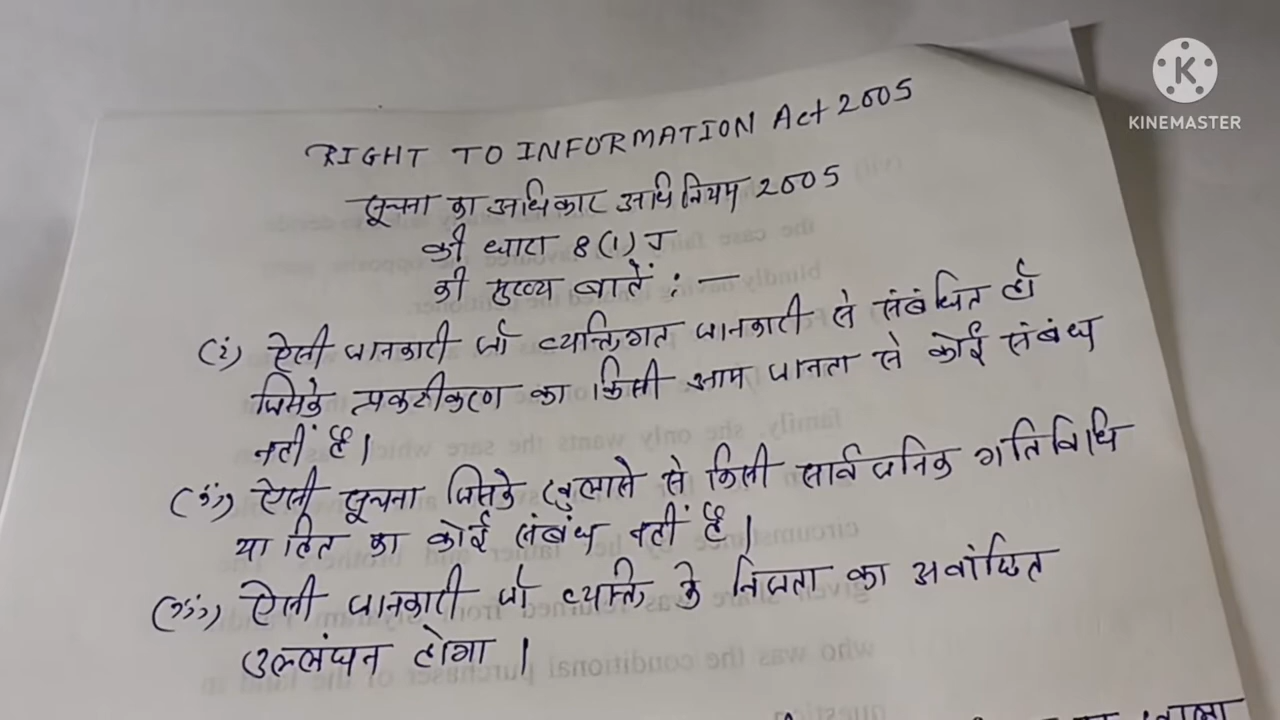 KINEMASTER
RIGHT TO INFORMATION Act 2005
सूचना का अधिकार अधिनियम 2005
की धारा 8(1) J
की मुख्य बातें : —
(i) ऐसी जानकारी जो व्यक्तिगत जानकारी से संबंधित हो
जिसके प्रकटीकरण का किसी आम जनता से कोई संबंध
नहीं है।
(ii) ऐसी सूचना जिसके खुलासे से किसी सार्वजनिक गतिविधि
या हित का कोई संबंध नहीं है।
(iii) ऐसी जानकारी जो व्यक्ति के निजता का अवांछित
उल्लंघन होगा।